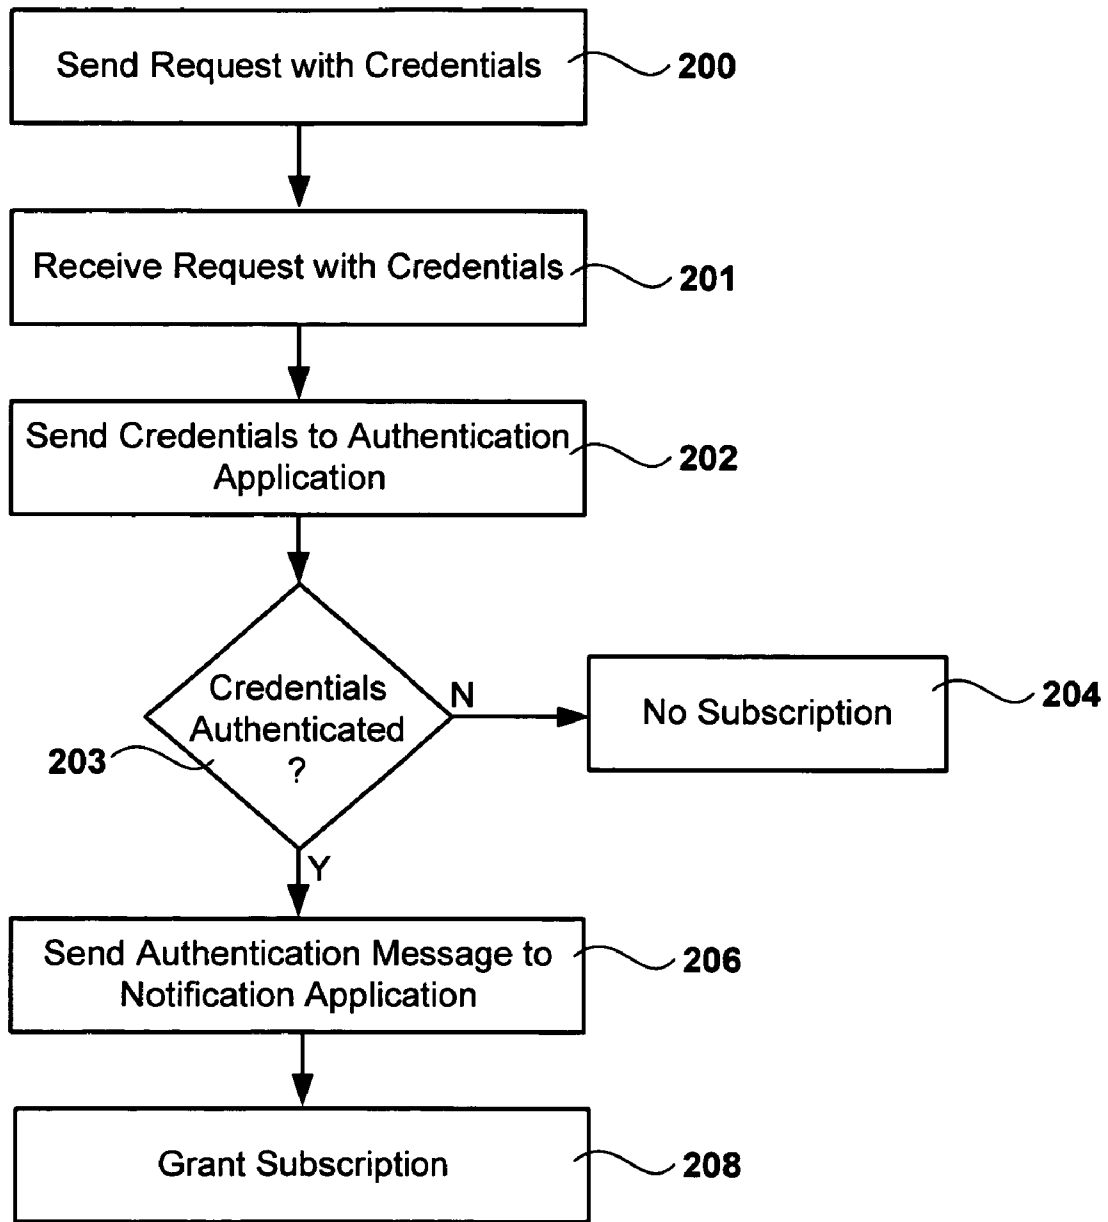 Send Request with Credentials
200
Receive Request with Credentials
201
Send Credentials to Authentication
Application
202
Credentials
Authenticated
?
203
N
No Subscription
204
Y
Send Authentication Message to
Notification Application
206
Grant Subscription
208